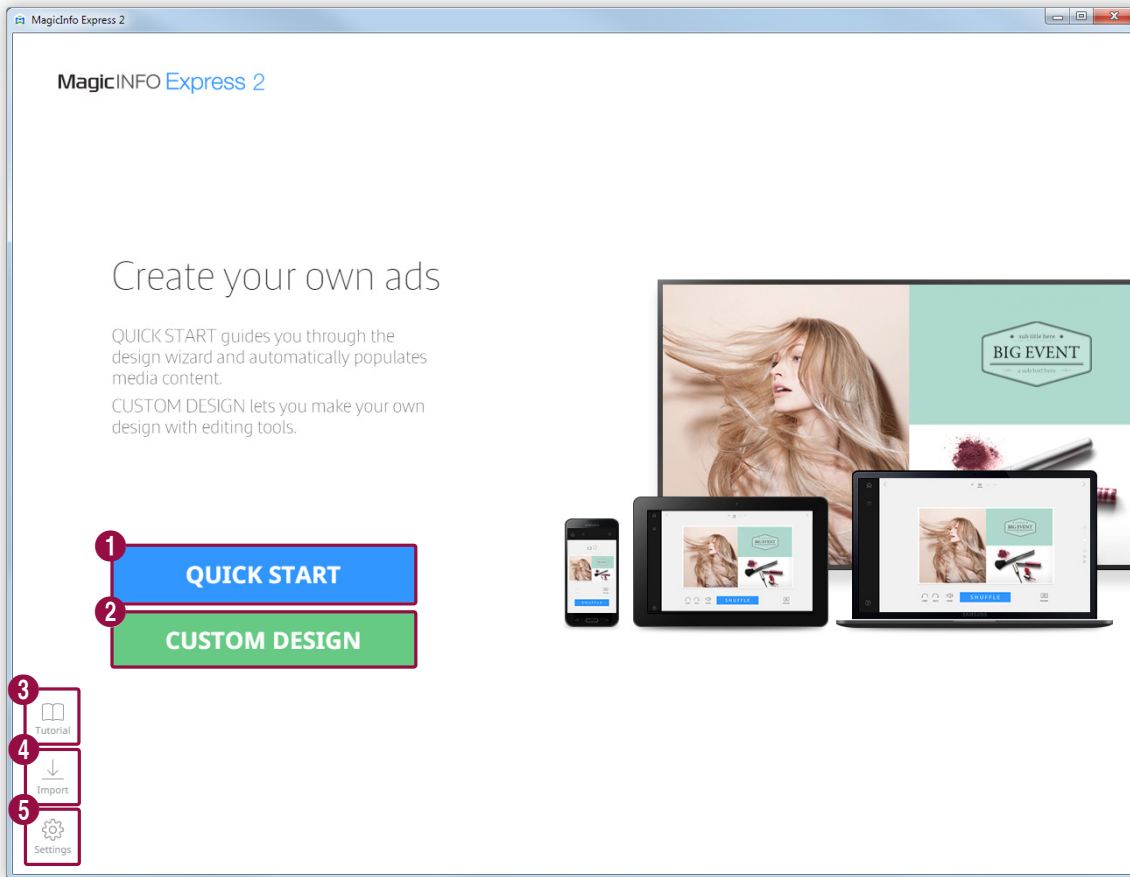 MagicInfo Express 2
MagicINFO Express 2
Create your own ads
QUICK START guides you through the
design wizard and automatically populates
media content.
CUSTOM DESIGN lets you make your own
design with editing tools.
sub title here
BIG EVENT
a sub text here
BIG EVENT
BIG EVENT
SHUFFLE
SHUFFLE
SHUFFLE
SAMSUNG
1
QUICK START
2
CUSTOM DESIGN
3
Tutorial
4
Import
5
Settings